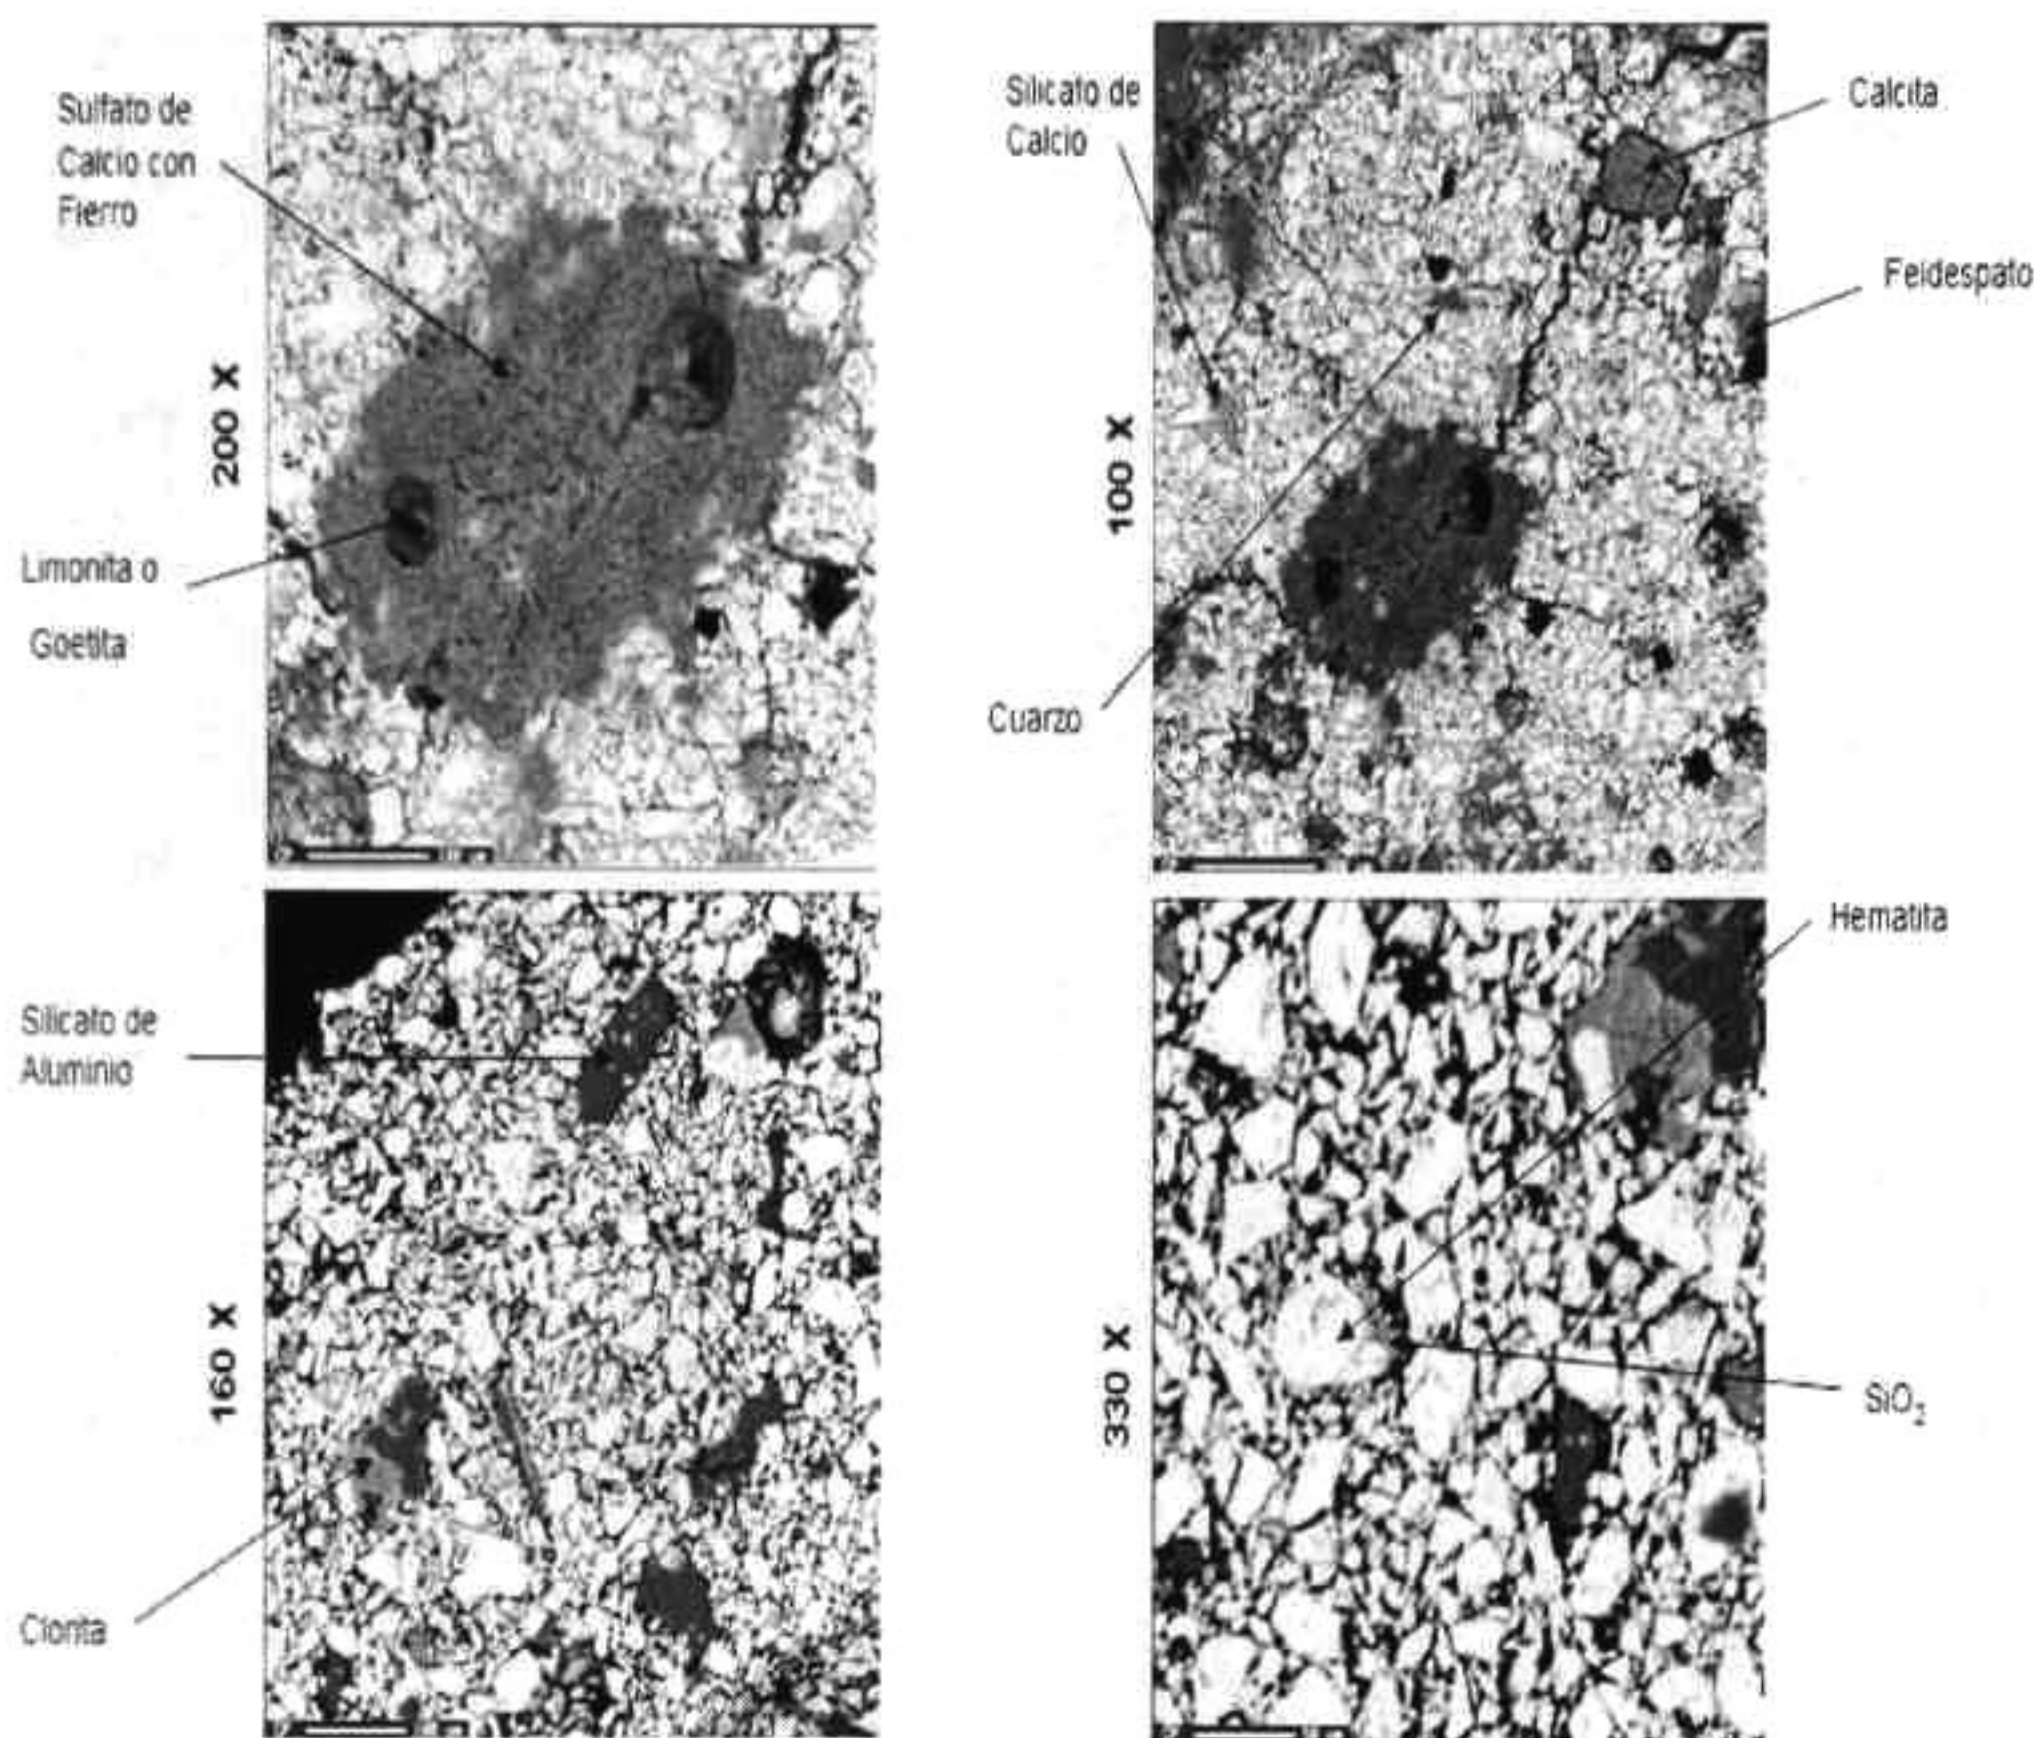 Sulfato de
Calcio con
Fierro
200 X
Limonita o
Goetita
Silicato de
Calcio
Calcita
Feldespato
100 X
Cuarzo
Silicato de
Aluminio
160 X
Clorita
Hematita
330 X
SiO₂